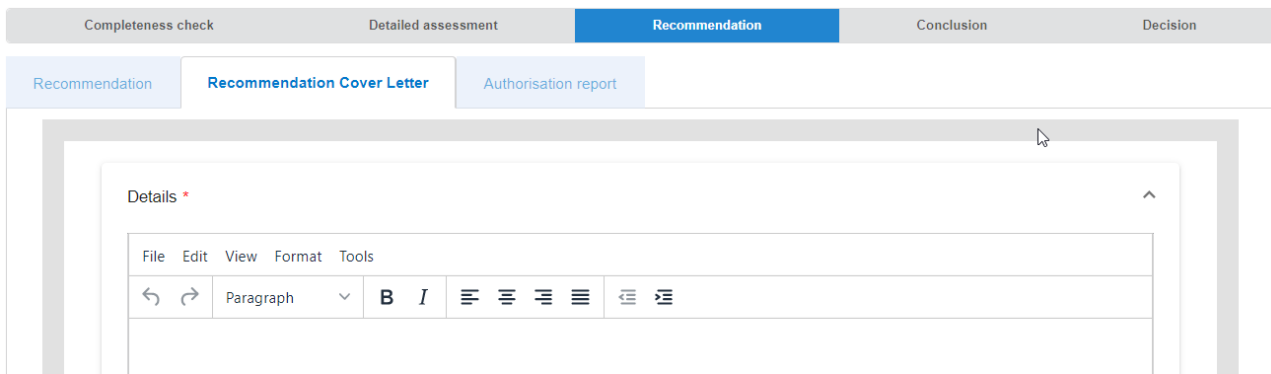 Completeness check Detailed assessment Recommendation Conclusion Decision
Recommendation Recommendation Cover Letter Authorisation report
Details *
File Edit View Format Tools
Paragraph B I